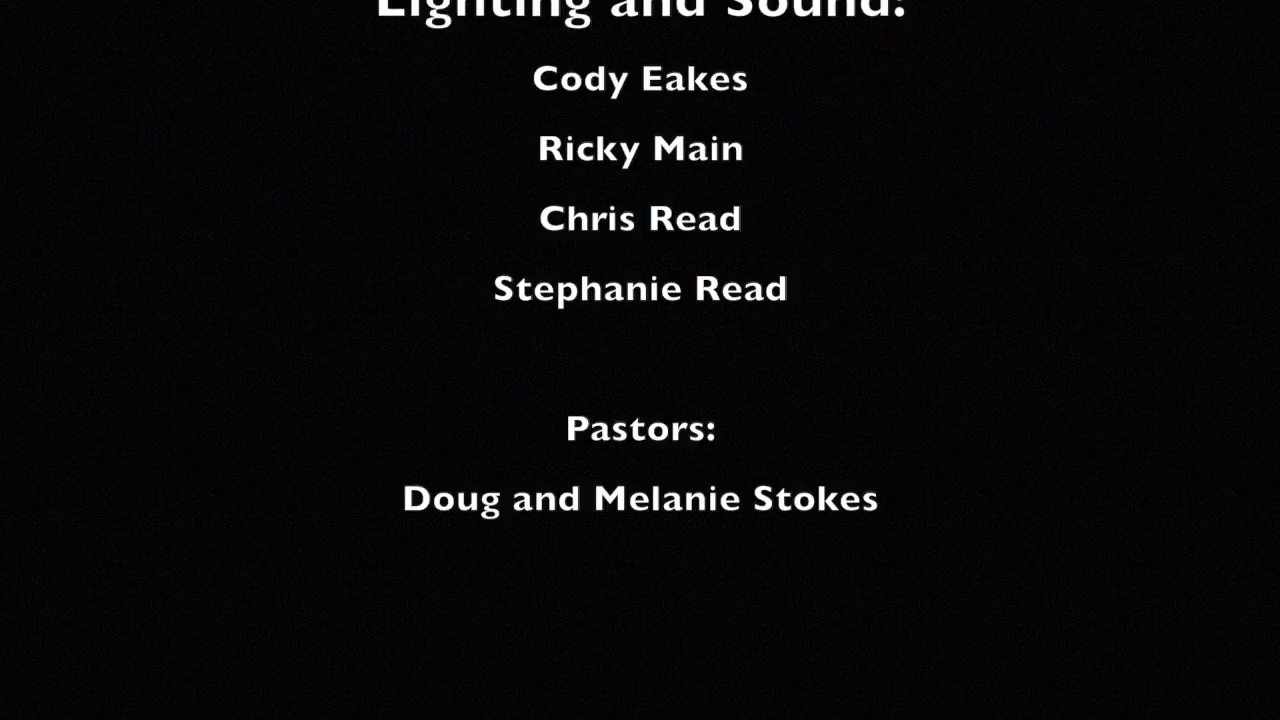 Lighting and Sound:
Cody Eakes
Ricky Main
Chris Read
Stephanie Read
Pastors:
Doug and Melanie Stokes